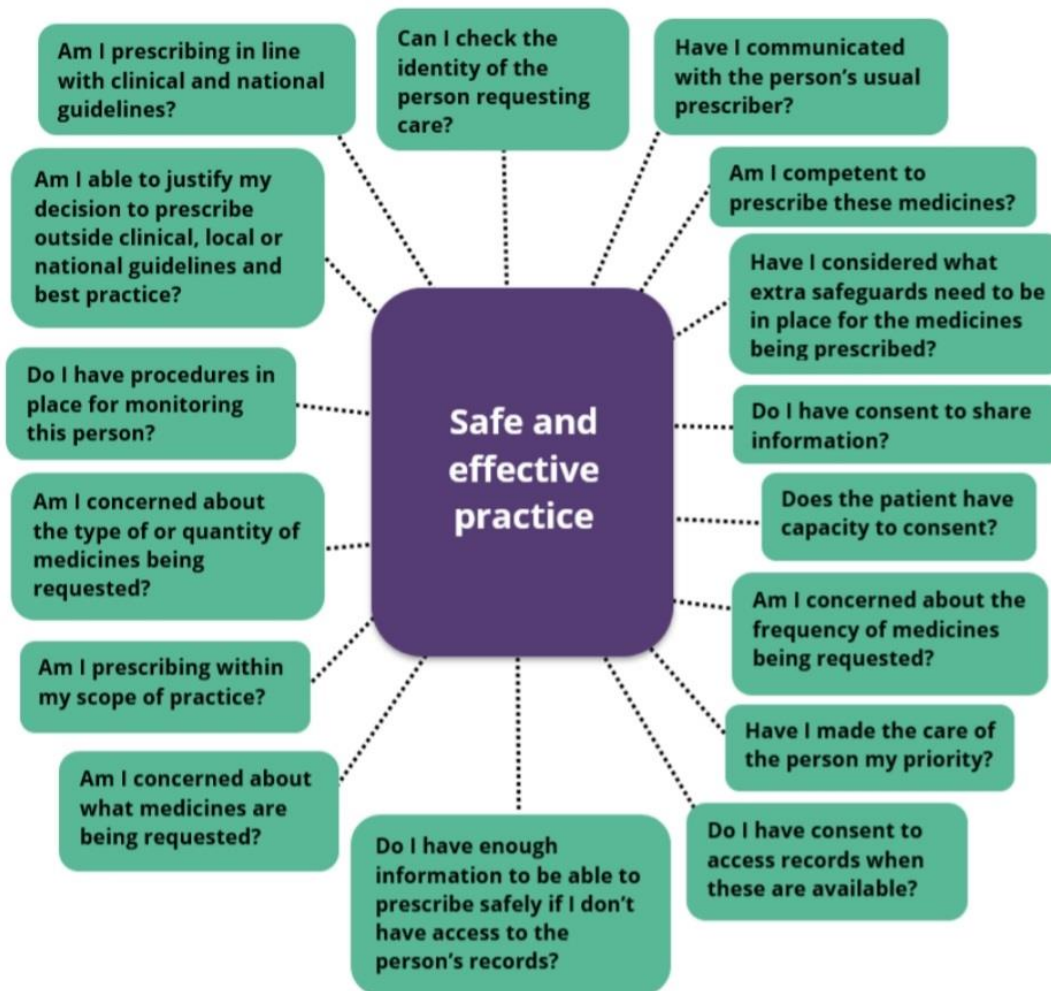 Am I prescribing in line
with clinical and national
guidelines?
Can I check the
identity of the
person requesting
care?
Have I communicated
with the person's usual
prescriber?
Am I able to justify my
decision to prescribe
outside clinical, local or
national guidelines and
best practice?
Am I competent to
prescribe these medicines?
Have I considered what
extra safeguards need to be
in place for the medicines
being prescribed?
Do I have procedures in
place for monitoring
this person?
Safe and
effective
practice
Do I have consent to share
information?
Am I concerned about
the type of or quantity of
medicines being
requested?
Does the patient have
capacity to consent?
Am I concerned about the
frequency of medicines
being requested?
Am I prescribing within
my scope of practice?
Have I made the care of
the person my priority?
Am I concerned about
what medicines are
being requested?
Do I have enough
information to be able to
prescribe safely if I don't
have access to the
person's records?
Do I have consent to
access records when
these are available?